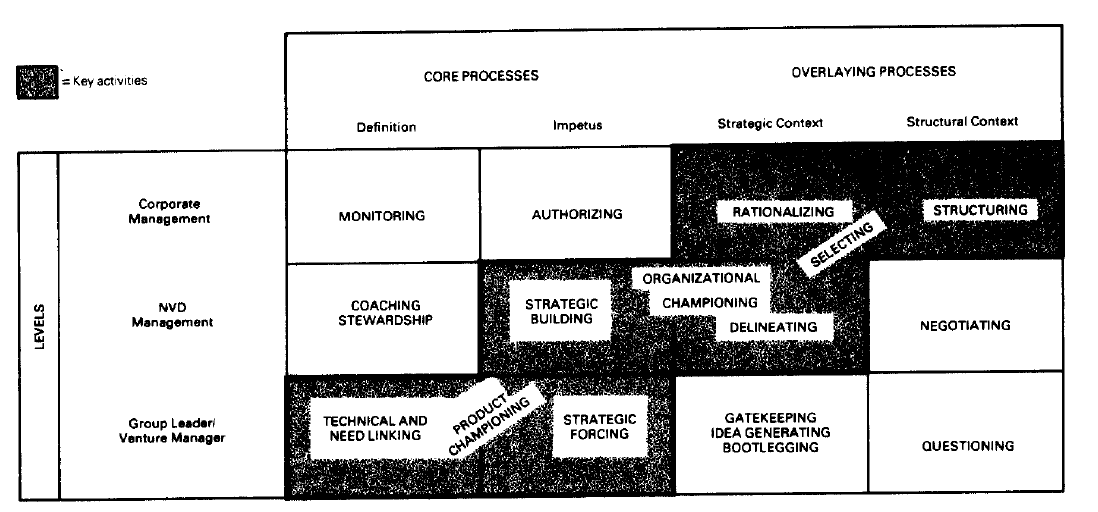 = Key activities
CORE PROCESSES
OVERLAYING PROCESSES
Definition
Impetus
Strategic Context
Structural Context
LEVELS
Corporate
Management
MONITORING
AUTHORIZING
RATIONALIZING
STRUCTURING
SELECTING
NVD
Management
COACHING
STEWARDSHIP
STRATEGIC
BUILDING
ORGANIZATIONAL
CHAMPIONING
DELINEATING
NEGOTIATING
Group Leader/
Venture Manager
TECHNICAL AND
NEED LINKING
PRODUCT
CHAMPIONING
STRATEGIC
FORCING
GATEKEEPING
IDEA GENERATING
BOOTLEGGING
QUESTIONING